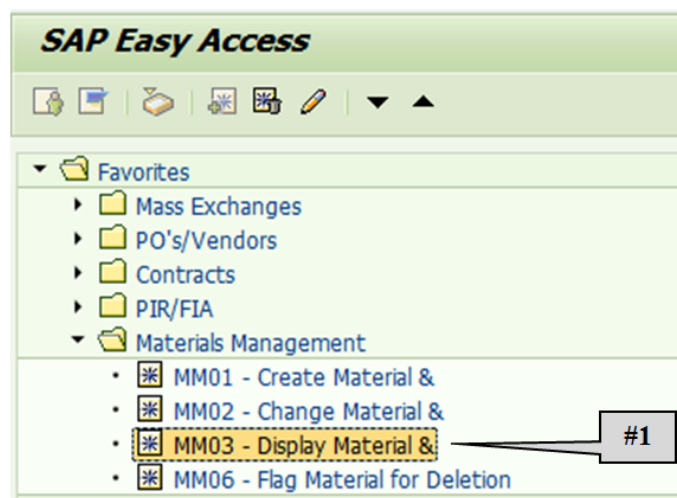 SAP Easy Access
Favorites
Mass Exchanges
PO's/Vendors
Contracts
PIR/FIA
Materials Management
MM01 - Create Material &
MM02 - Change Material &
MM03 - Display Material &
#1
MM06 - Flag Material for Deletion